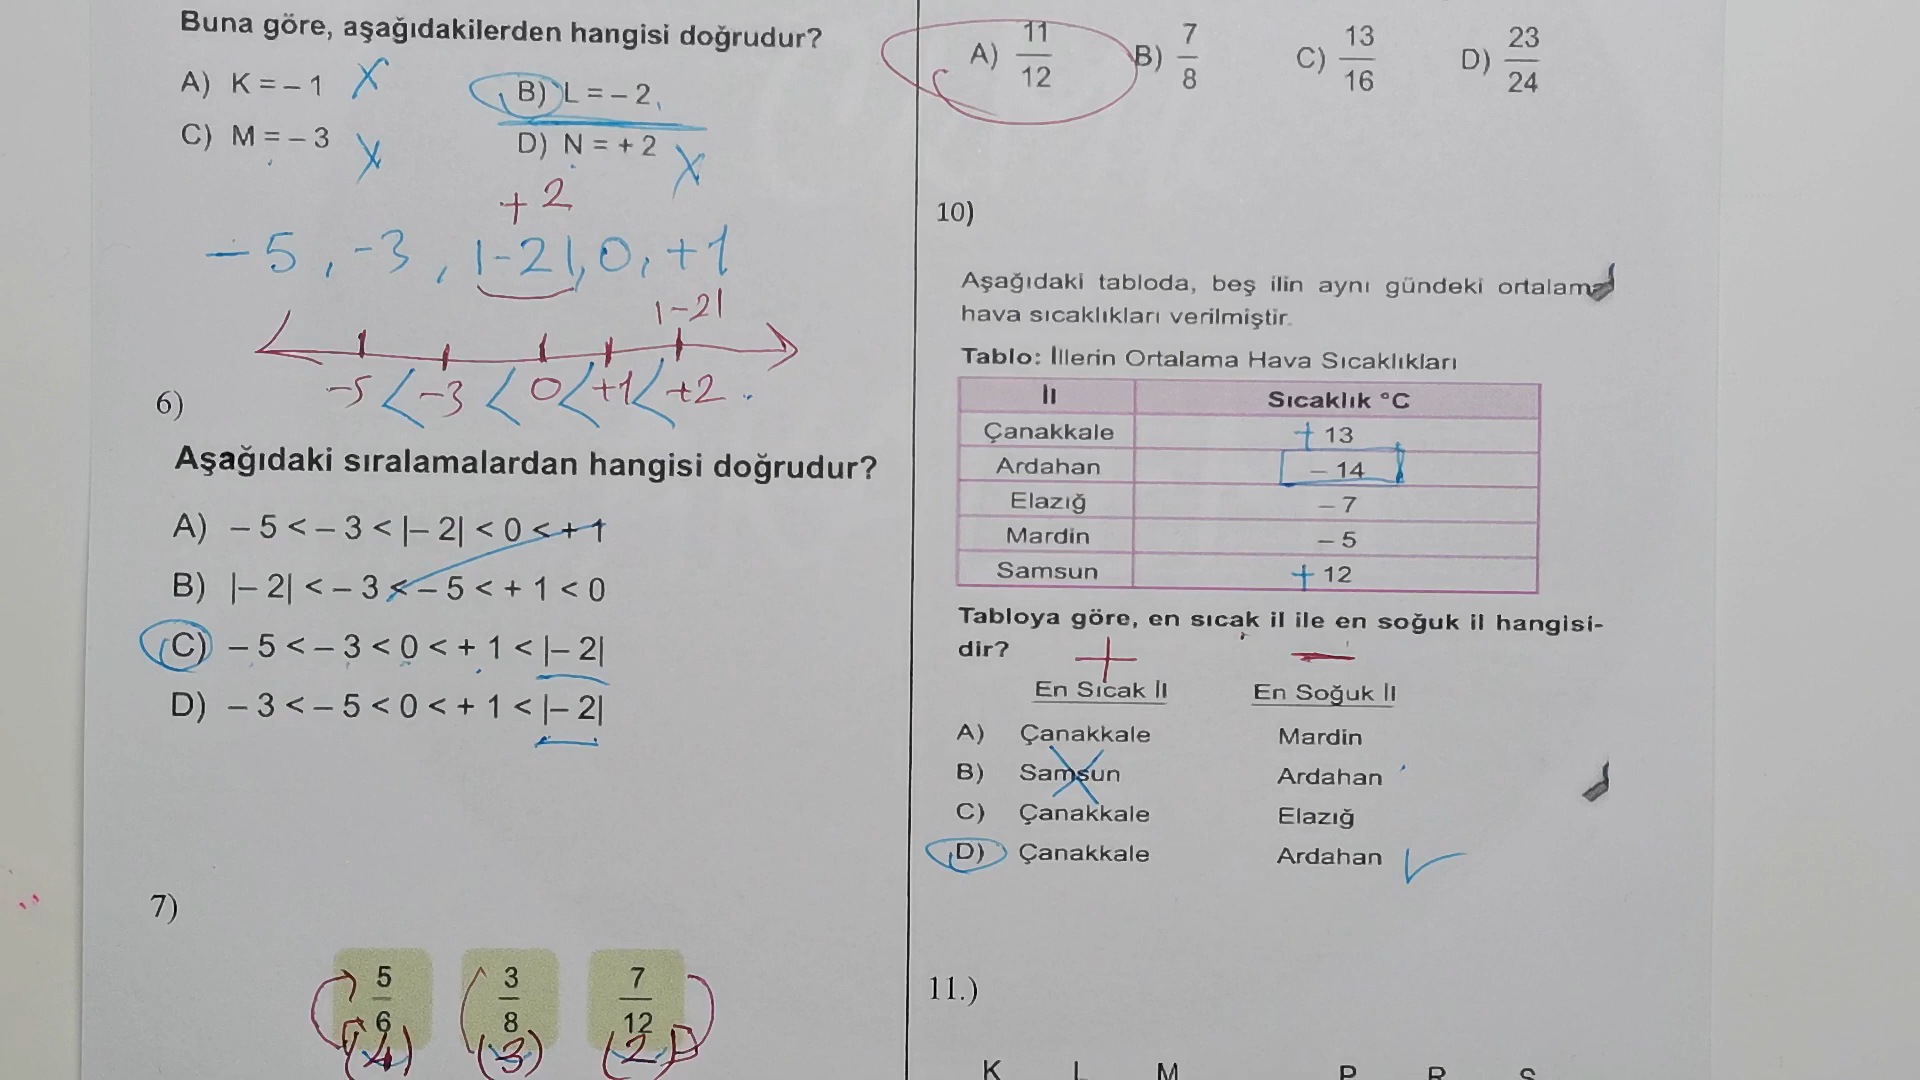 Buna göre, aşağıdakilerden hangisi doğrudur?
A) K = – 1 X
B) L = – 2
C) M = – 3 X
D) N = + 2 X
+ 2
– 5 , -3 , |-2|, 0, +1
|-2|
-5 < -3 < 0 < +1 < +2
6)
Aşağıdaki sıralamalardan hangisi doğrudur?
A) – 5 < – 3 < |– 2| < 0 < + 1
B) |– 2| < – 3 < – 5 < + 1 < 0
C) – 5 < – 3 < 0 < + 1 < |– 2|
D) – 3 < – 5 < 0 < + 1 < |– 2|
7)
5 3 7
6 8 12
(4) (3) (2)
A) 11/12 B) 7/8 C) 13/16 D) 23/24
10)
Aşağıdaki tabloda, beş ilin aynı gündeki ortalama
hava sıcaklıkları verilmiştir.
Tablo: İllerin Ortalama Hava Sıcaklıkları
İl Sıcaklık °C
Çanakkale + 13
Ardahan – 14
Elazığ – 7
Mardin – 5
Samsun + 12
Tabloya göre, en sıcak il ile en soğuk il hangisi-
dir? + –
En Sıcak İl En Soğuk İl
A) Çanakkale Mardin
B) Samsun Ardahan
C) Çanakkale Elazığ
D) Çanakkale Ardahan
11.)
K L M P R S